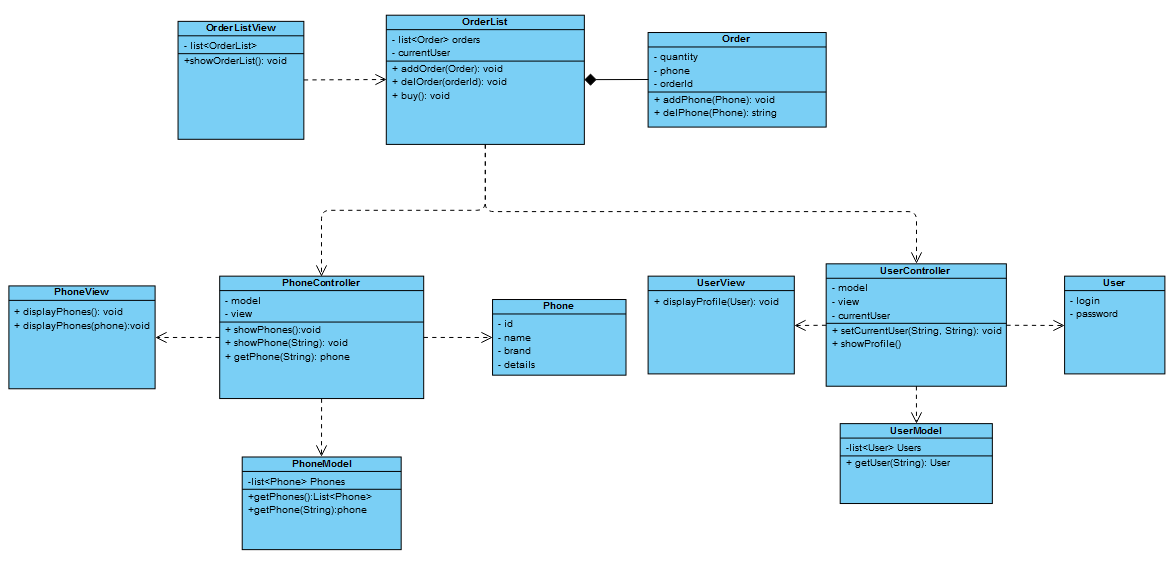 OrderListView
- list<OrderList>
+showOrderList(): void
OrderList
- list<Order> orders
- currentUser
+ addOrder(Order): void
+ delOrder(orderId): void
+ buy(): void
Order
- quantity
- phone
- orderId
+ addPhone(Phone): void
+ delPhone(Phone): string
PhoneView
+ displayPhones(): void
+ displayPhones(phone):void
PhoneController
- model
- view
+ showPhones():void
+ showPhone(String): void
+ getPhone(String): phone
Phone
- id
- name
- brand
- details
UserView
+ displayProfile(User): void
UserController
- model
- view
- currentUser
+ setCurrentUser(String, String): void
+ showProfile()
User
- login
- password
PhoneModel
-list<Phone> Phones
+getPhones():List<Phone>
+getPhone(String):phone
UserModel
-list<User> Users
+ getUser(String): User